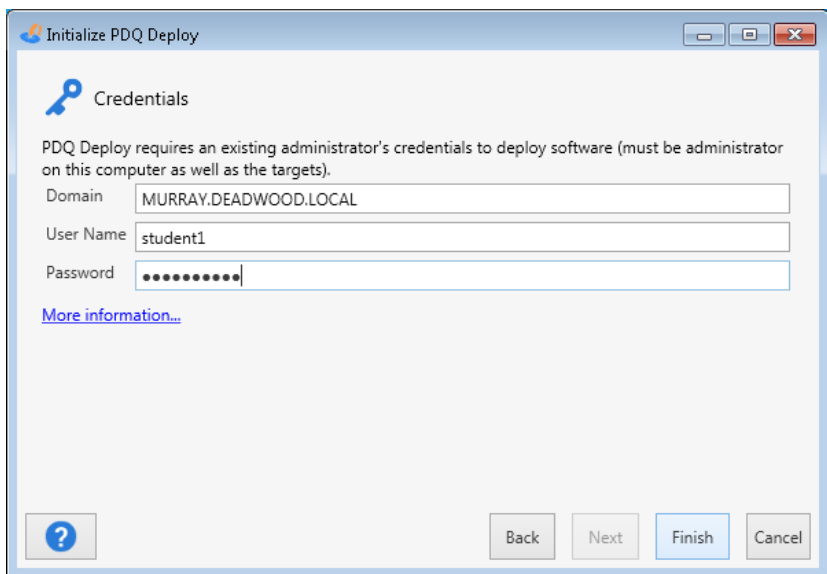 Initialize PDQ Deploy
Credentials
PDQ Deploy requires an existing administrator's credentials to deploy software (must be administrator
on this computer as well as the targets).
Domain MURRAY.DEADWOOD.LOCAL
User Name student1
Password ●●●●●●●●●●
More information...
? Back Next Finish Cancel